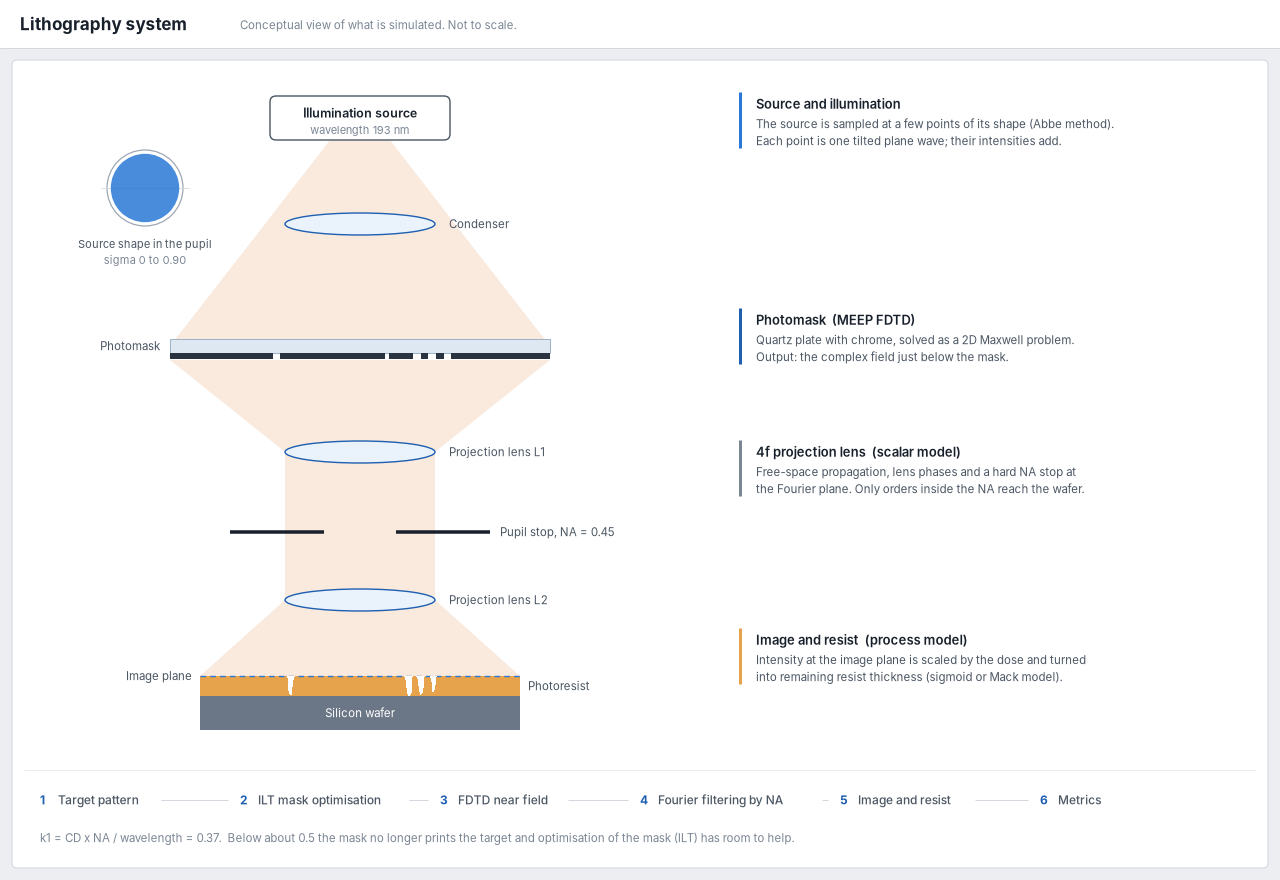 Lithography system
Conceptual view of what is simulated. Not to scale.
Illumination source
wavelength 193 nm
Source shape in the pupil
sigma 0 to 0.90
Condenser
Photomask
Projection lens L1
Pupil stop, NA = 0.45
Projection lens L2
Image plane
Photoresist
Silicon wafer
Source and illumination
The source is sampled at a few points of its shape (Abbe method).
Each point is one tilted plane wave; their intensities add.
Photomask (MEEP FDTD)
Quartz plate with chrome, solved as a 2D Maxwell problem.
Output: the complex field just below the mask.
4f projection lens (scalar model)
Free-space propagation, lens phases and a hard NA stop at
the Fourier plane. Only orders inside the NA reach the wafer.
Image and resist (process model)
Intensity at the image plane is scaled by the dose and turned
into remaining resist thickness (sigmoid or Mack model).
1 Target pattern
2 ILT mask optimisation
3 FDTD near field
4 Fourier filtering by NA
5 Image and resist
6 Metrics
k1 = CD x NA / wavelength = 0.37. Below about 0.5 the mask no longer prints the target and optimisation of the mask (ILT) has room to help.